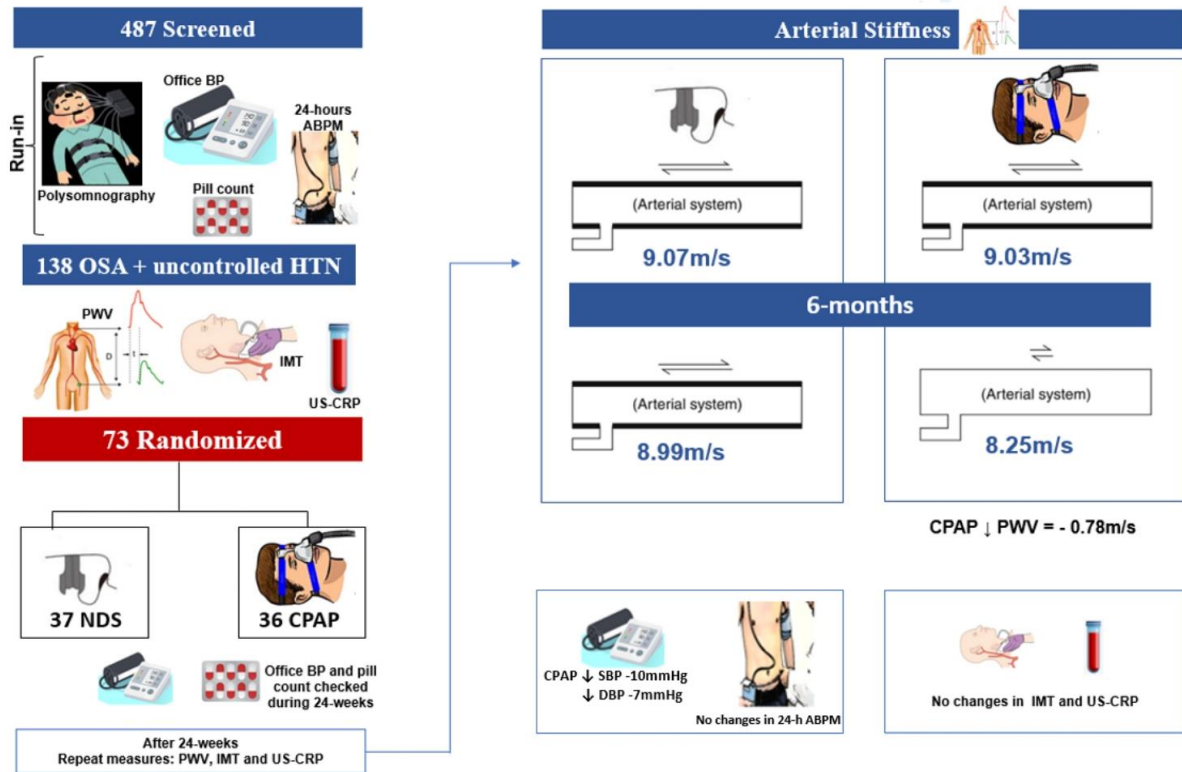 487 Screened
Run-in
Polysomnography
Office BP
24-hours
ABPM
Pill count
138 OSA + uncontrolled HTN
PWV
D
t
IMT
US-CRP
73 Randomized
37 NDS
36 CPAP
Office BP and pill
count checked
during 24-weeks
After 24-weeks
Repeat measures: PWV, IMT and US-CRP
Arterial Stiffness
(Arterial system)
9.07m/s
(Arterial system)
9.03m/s
6-months
(Arterial system)
8.99m/s
(Arterial system)
8.25m/s
CPAP ↓ PWV = - 0.78m/s
CPAP ↓ SBP -10mmHg
↓ DBP -7mmHg
No changes in 24-h ABPM
No changes in IMT and US-CRP